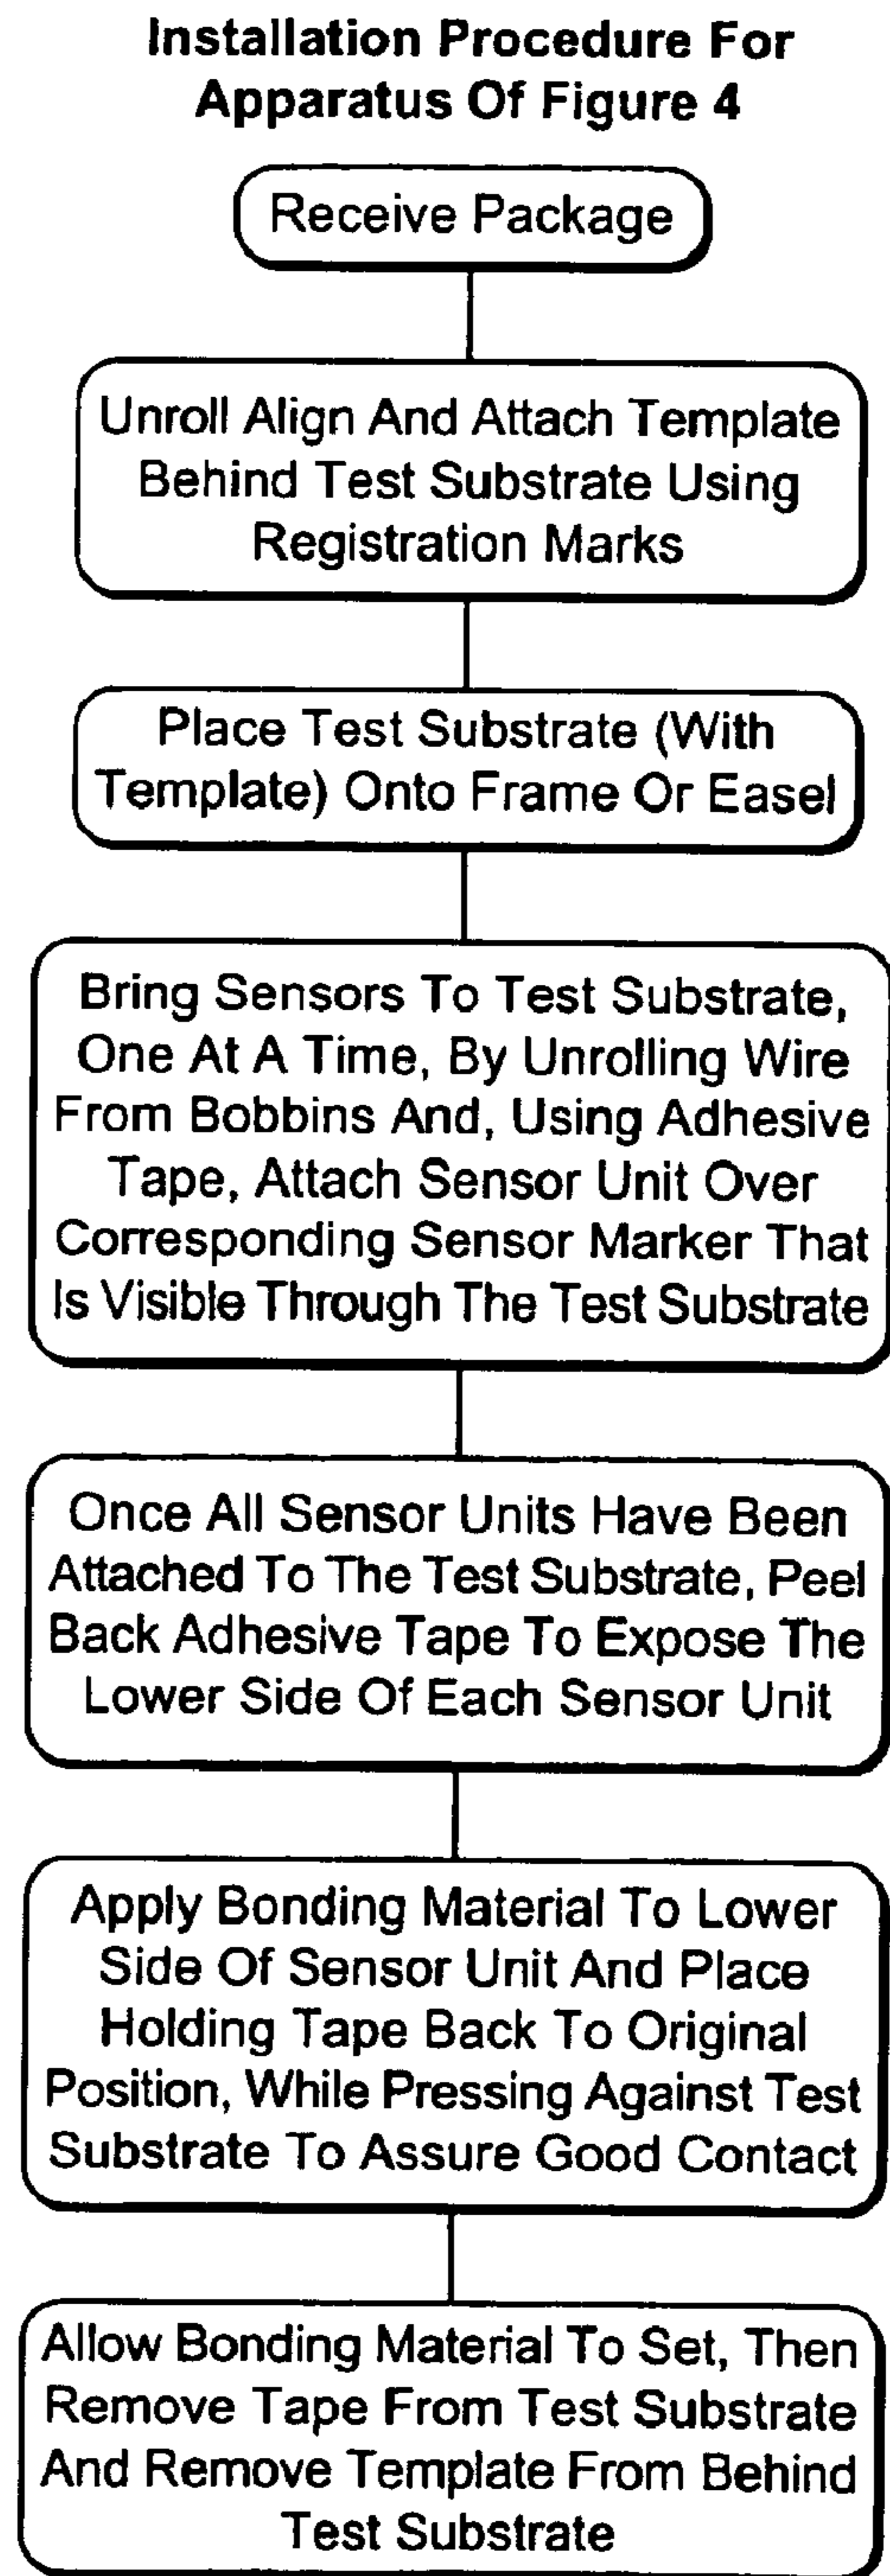 Installation Procedure For
Apparatus Of Figure 4
Receive Package
Unroll Align And Attach Template
Behind Test Substrate Using
Registration Marks
Place Test Substrate (With
Template) Onto Frame Or Easel
Bring Sensors To Test Substrate,
One At A Time, By Unrolling Wire
From Bobbins And, Using Adhesive
Tape, Attach Sensor Unit Over
Corresponding Sensor Marker That
Is Visible Through The Test Substrate
Once All Sensor Units Have Been
Attached To The Test Substrate, Peel
Back Adhesive Tape To Expose The
Lower Side Of Each Sensor Unit
Apply Bonding Material To Lower
Side Of Sensor Unit And Place
Holding Tape Back To Original
Position, While Pressing Against Test
Substrate To Assure Good Contact
Allow Bonding Material To Set, Then
Remove Tape From Test Substrate
And Remove Template From Behind
Test Substrate